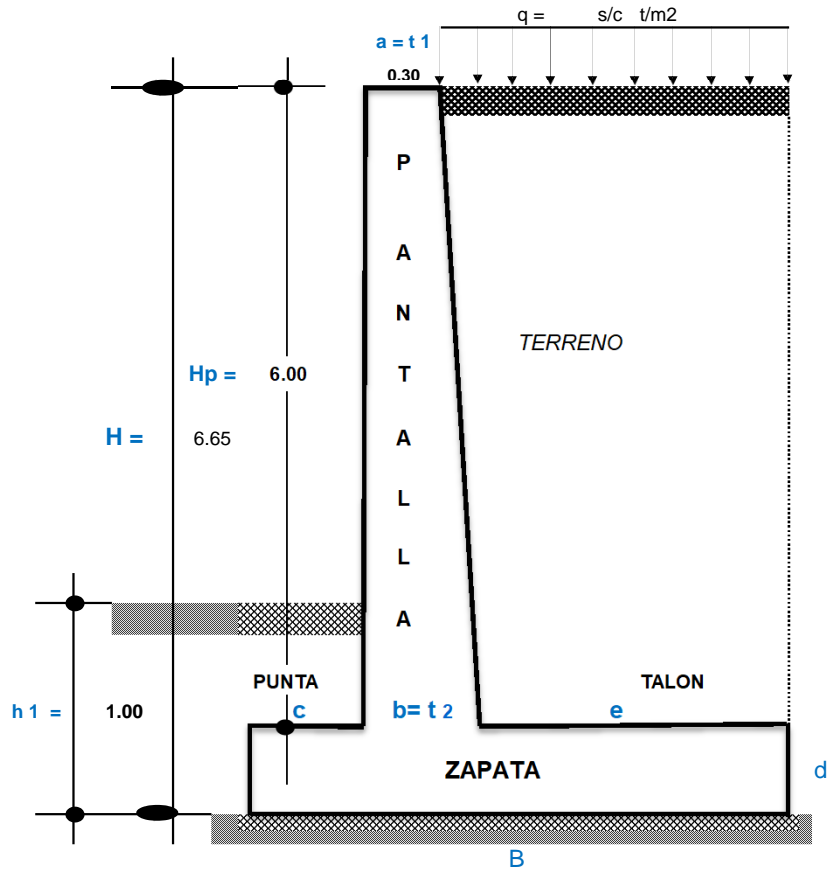 q = s/c t/m2
a = t 1
0.30
P
A
N
T
A
L
L
A
TERRENO
Hp = 6.00
H = 6.65
PUNTA
TALON
h 1 = 1.00
c
b= t 2
e
ZAPATA
d
B